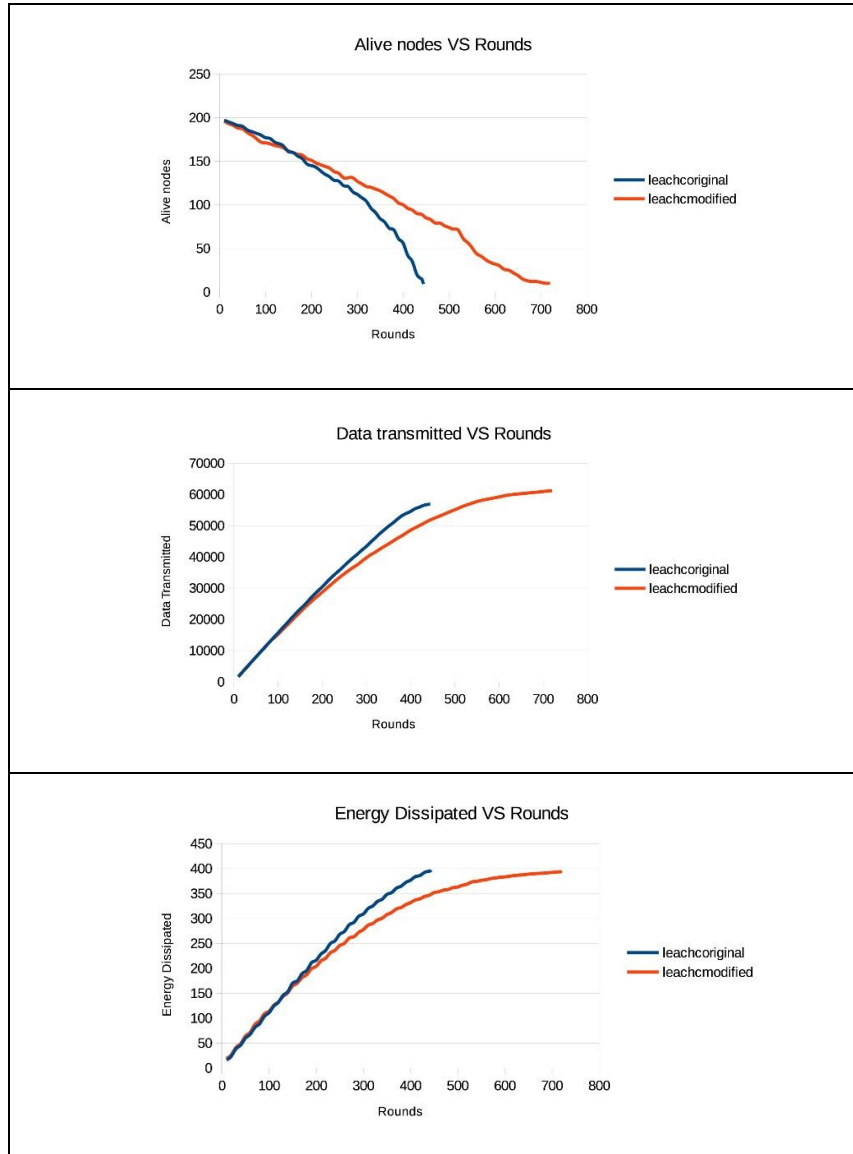 Alive nodes VS Rounds
250
200
150
100
50
0
Alive nodes
0 100 200 300 400 500 600 700 800
Rounds
leachcoriginal
leachcmodified
Data transmitted VS Rounds
70000
60000
50000
40000
30000
20000
10000
0
Data Transmitted
0 100 200 300 400 500 600 700 800
Rounds
leachcoriginal
leachcmodified
Energy Dissipated VS Rounds
450
400
350
300
250
200
150
100
50
0
Energy Dissipated
0 100 200 300 400 500 600 700 800
Rounds
leachcoriginal
leachcmodified